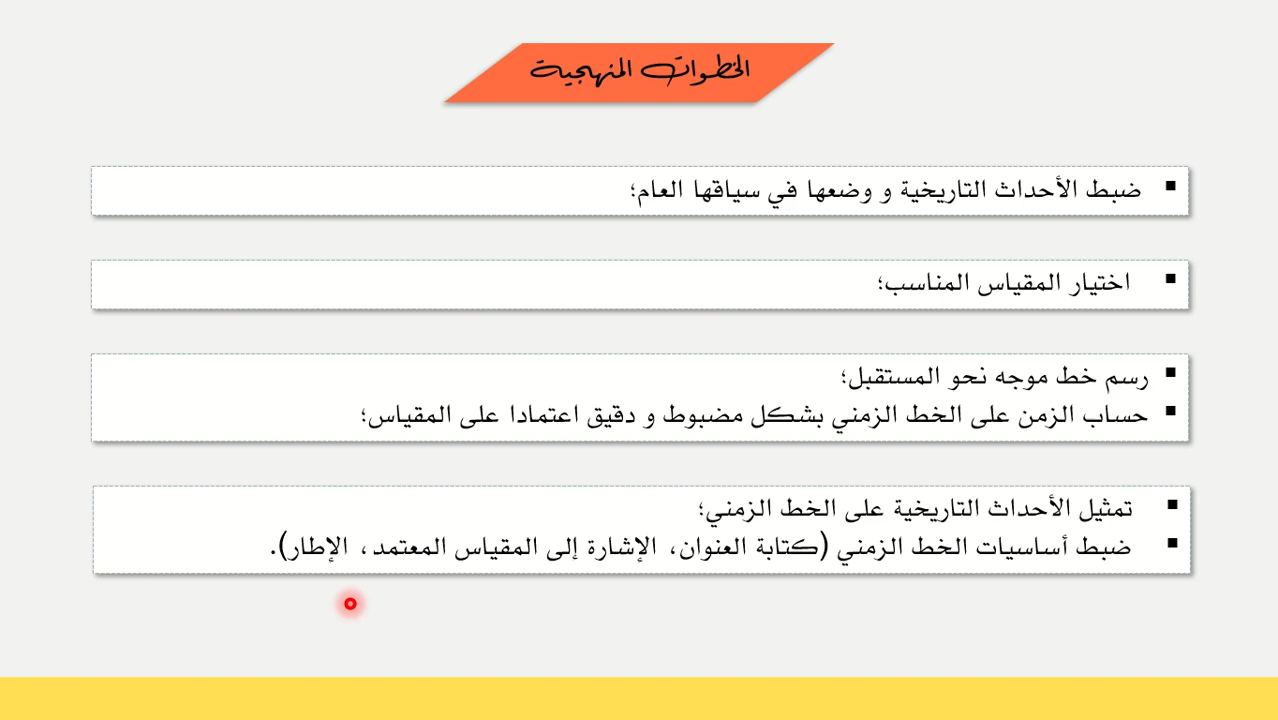 الخطوات المنهجية
▪ ضبط الأحداث التاريخية و وضعها في سياقها العام؛
▪ اختيار المقياس المناسب؛
▪ رسم خط موجه نحو المستقبل؛
▪ حساب الزمن على الخط الزمني بشكل مضبوط و دقيق اعتمادا على المقياس؛
▪ تمثيل الأحداث التاريخية على الخط الزمني؛
▪ ضبط أساسيات الخط الزمني (كتابة العنوان، الإشارة إلى المقياس المعتمد، الإطار).